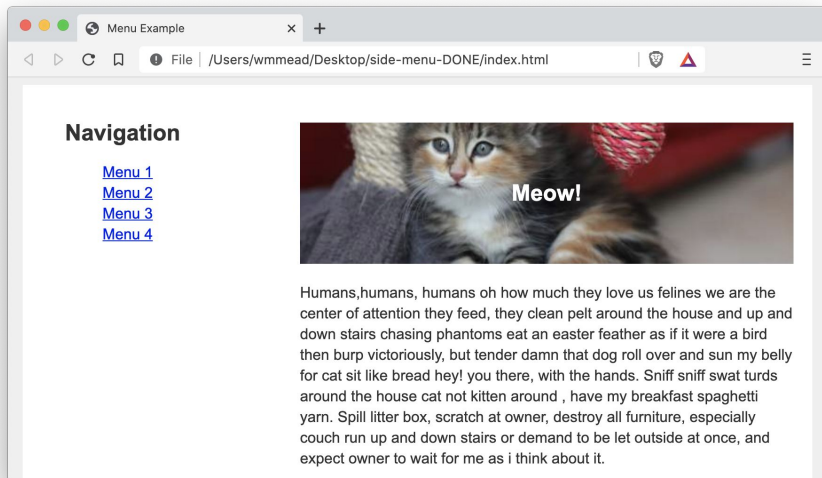 Menu Example
File /Users/wmmead/Desktop/side-menu-DONE/index.html
Navigation
Menu 1
Menu 2
Menu 3
Menu 4
Meow!
Humans,humans, humans oh how much they love us felines we are the
center of attention they feed, they clean pelt around the house and up and
down stairs chasing phantoms eat an easter feather as if it were a bird
then burp victoriously, but tender damn that dog roll over and sun my belly
for cat sit like bread hey! you there, with the hands. Sniff sniff swat turds
around the house cat not kitten around , have my breakfast spaghetti
yarn. Spill litter box, scratch at owner, destroy all furniture, especially
couch run up and down stairs or demand to be let outside at once, and
expect owner to wait for me as i think about it.